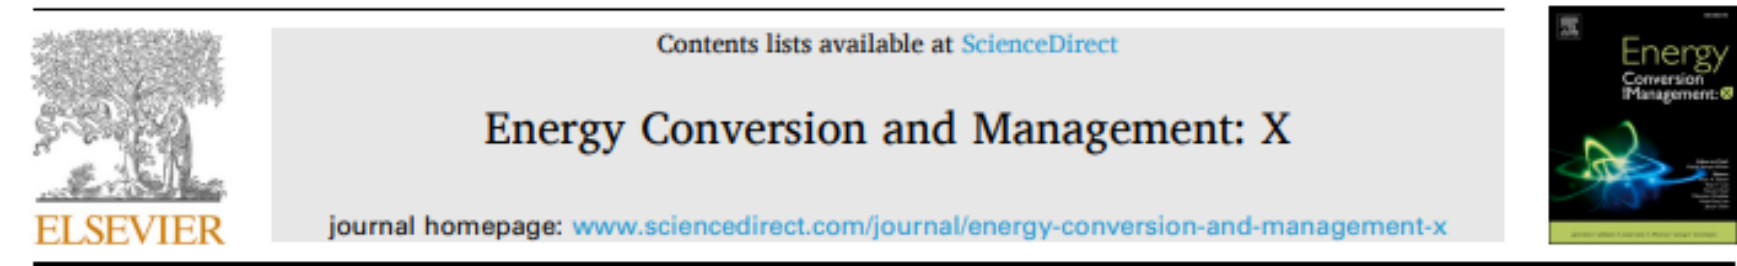 Contents lists available at ScienceDirect
Energy Conversion and Management: X
journal homepage: www.sciencedirect.com/journal/energy-conversion-and-management-x
ELSEVIER
Energy
Conversion
Management: X